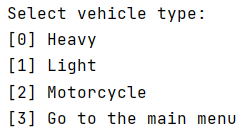 Select vehicle type:
[0] Heavy
[1] Light
[2] Motorcycle
[3] Go to the main menu